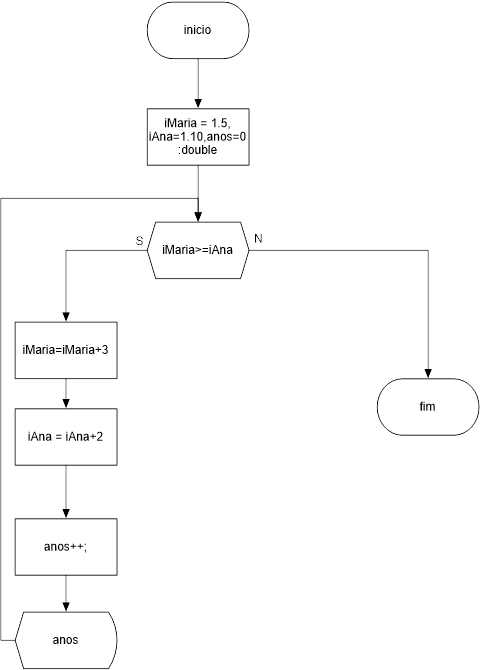 inicio
iMaria = 1.5,
iAna=1.10,anos=0
:double
S
iMaria>=iAna
N
iMaria=iMaria+3
fim
iAna = iAna+2
anos++;
anos